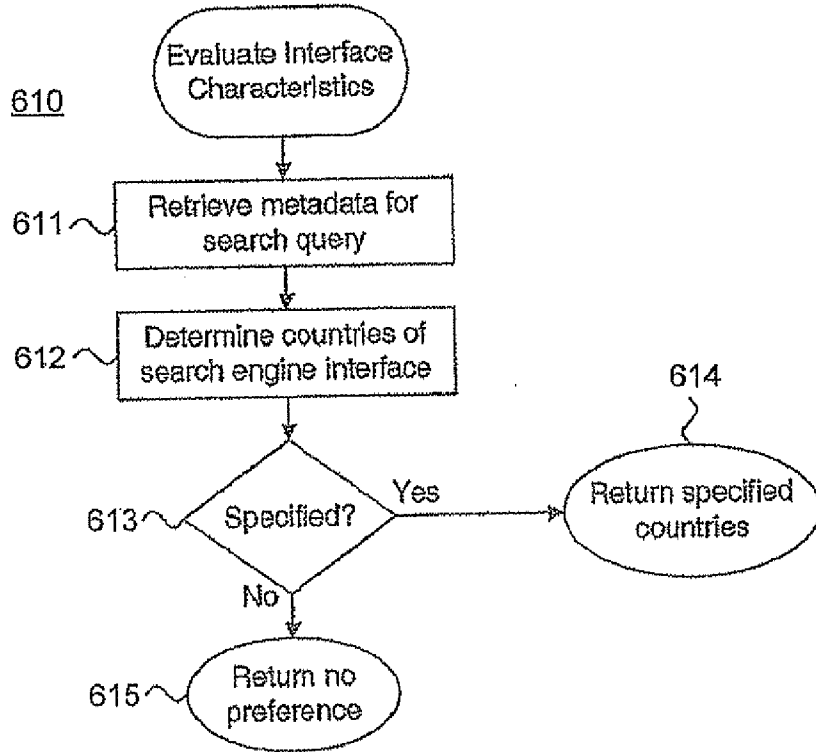 Evaluate Interface
Characteristics
610
611
Retrieve metadata for
search query
612
Determine countries of
search engine interface
613
Specified?
Yes
614
Return specified
countries
No
615
Return no
preference